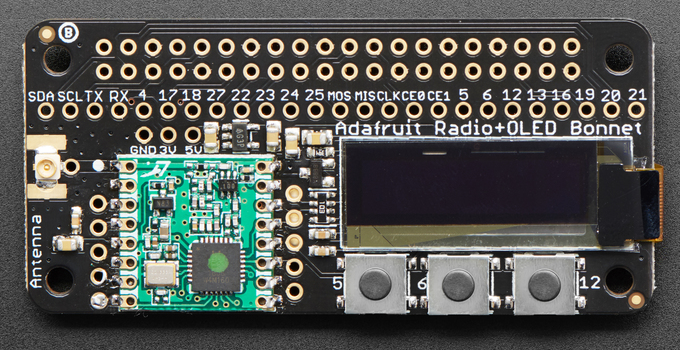 B
SDA SCL TX RX 4 17 18 27 22 23 24 25 MOS MIS CLK CE0 CE1 5 6 12 13 16 19 20 21
Adafruit Radio+OLED Bonnet
GND 3V 5V
Antenna
5 6 12